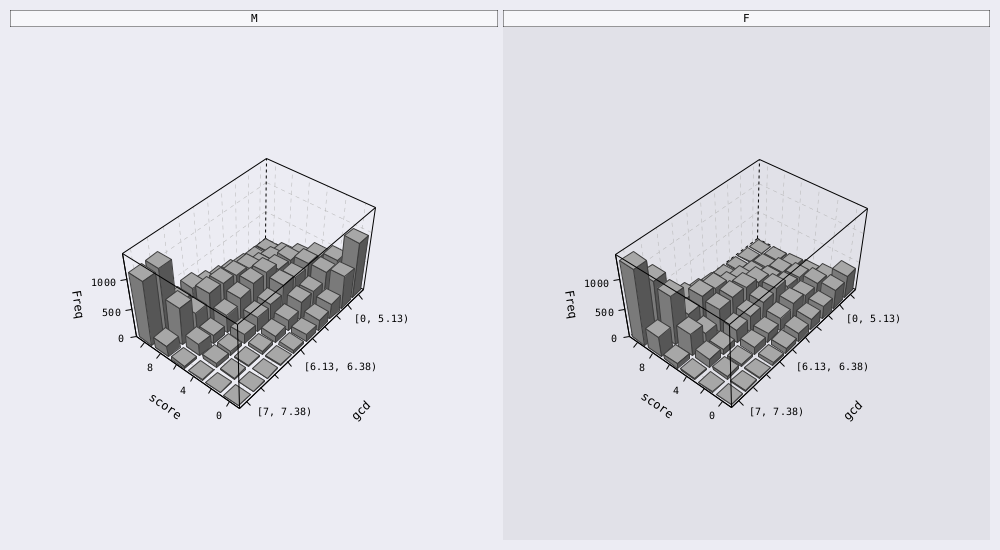 M
F
1000
500
0
Freq
8
4
0
score
[0, 5.13)
[6.13, 6.38)
[7, 7.38)
gcd
1000
500
0
Freq
8
4
0
score
[0, 5.13)
[6.13, 6.38)
[7, 7.38)
gcd